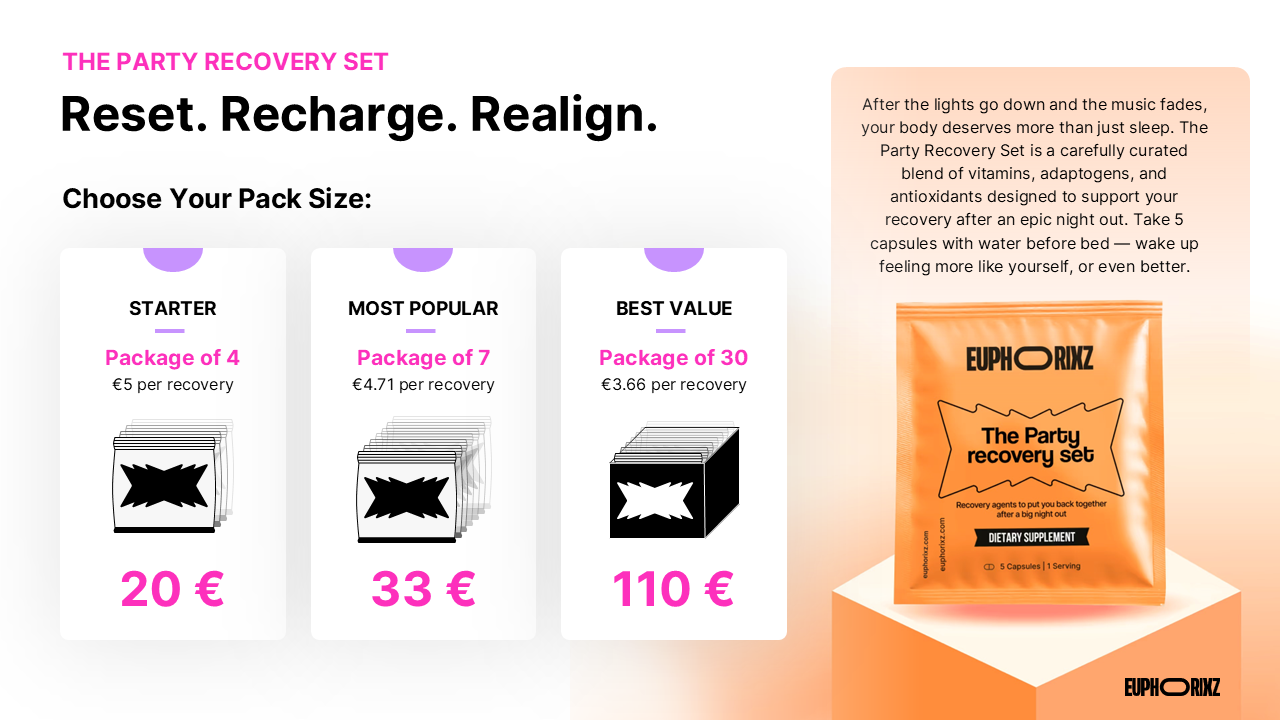 THE PARTY RECOVERY SET
Reset. Recharge. Realign.
Choose Your Pack Size:
STARTER
Package of 4
€5 per recovery
20 €
MOST POPULAR
Package of 7
€4.71 per recovery
33 €
BEST VALUE
Package of 30
€3.66 per recovery
110 €
After the lights go down and the music fades,
your body deserves more than just sleep. The
Party Recovery Set is a carefully curated
blend of vitamins, adaptogens, and
antioxidants designed to support your
recovery after an epic night out. Take 5
capsules with water before bed — wake up
feeling more like yourself, or even better.
EUPHORIXZ
The Party
recovery set
Recovery agents to put you back together
after a big night out
DIETARY SUPPLEMENT
5 Capsules | 1 Serving
euphorixz.com
euphorixz.com
EUPHORIXZ